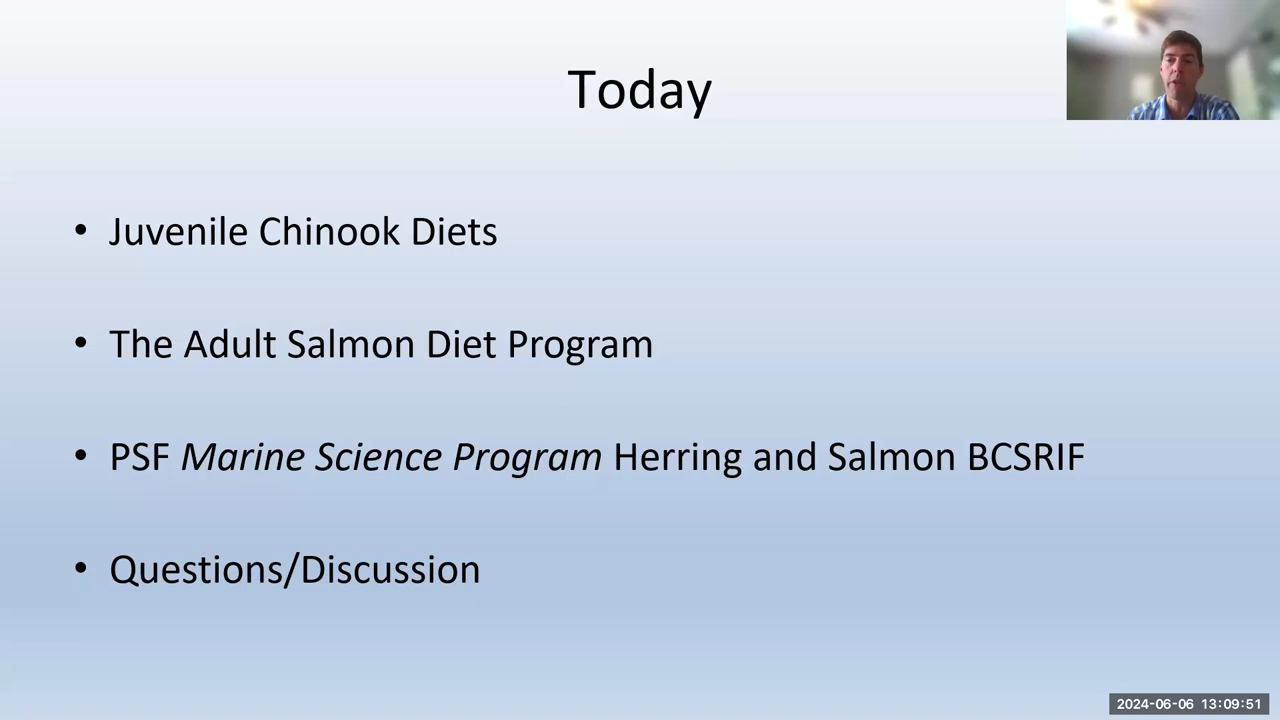 Today
• Juvenile Chinook Diets
• The Adult Salmon Diet Program
• PSF Marine Science Program Herring and Salmon BCSRIF
• Questions/Discussion
2024-06-06 13:09:51